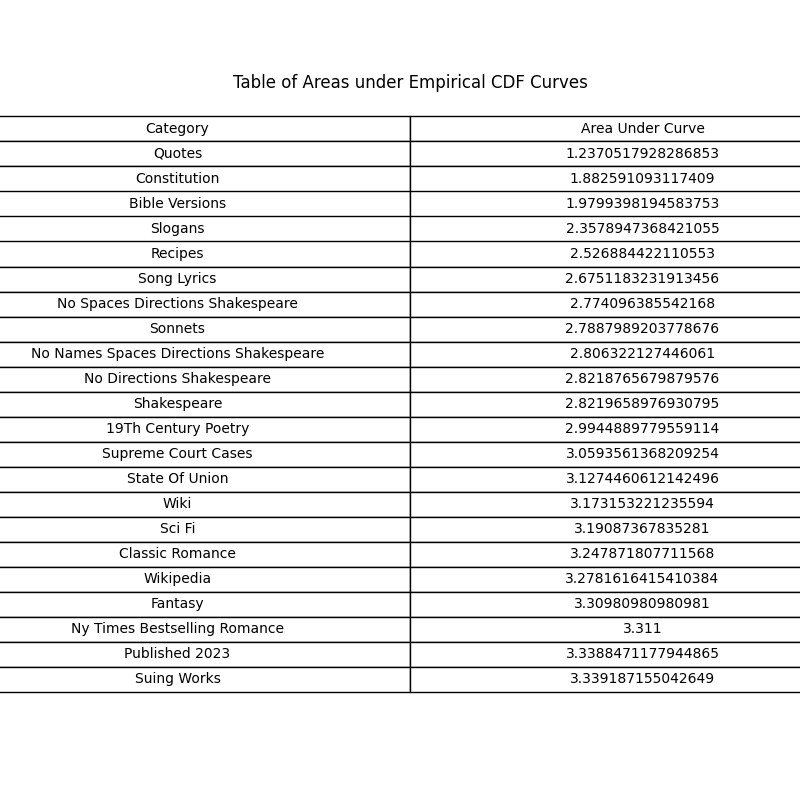 Table of Areas under Empirical CDF Curves
Category Area Under Curve
Quotes 1.2370517928286853
Constitution 1.882591093117409
Bible Versions 1.9799398194583753
Slogans 2.3578947368421055
Recipes 2.526884422110553
Song Lyrics 2.6751183231913456
No Spaces Directions Shakespeare 2.774096385542168
Sonnets 2.7887989203778676
No Names Spaces Directions Shakespeare 2.806322127446061
No Directions Shakespeare 2.8218765679879576
Shakespeare 2.8219658976930795
19Th Century Poetry 2.9944889779559114
Supreme Court Cases 3.0593561368209254
State Of Union 3.1274460612142496
Wiki 3.173153221235594
Sci Fi 3.19087367835281
Classic Romance 3.247871807711568
Wikipedia 3.2781616415410384
Fantasy 3.30980980980981
Ny Times Bestselling Romance 3.311
Published 2023 3.3388471177944865
Suing Works 3.339187155042649